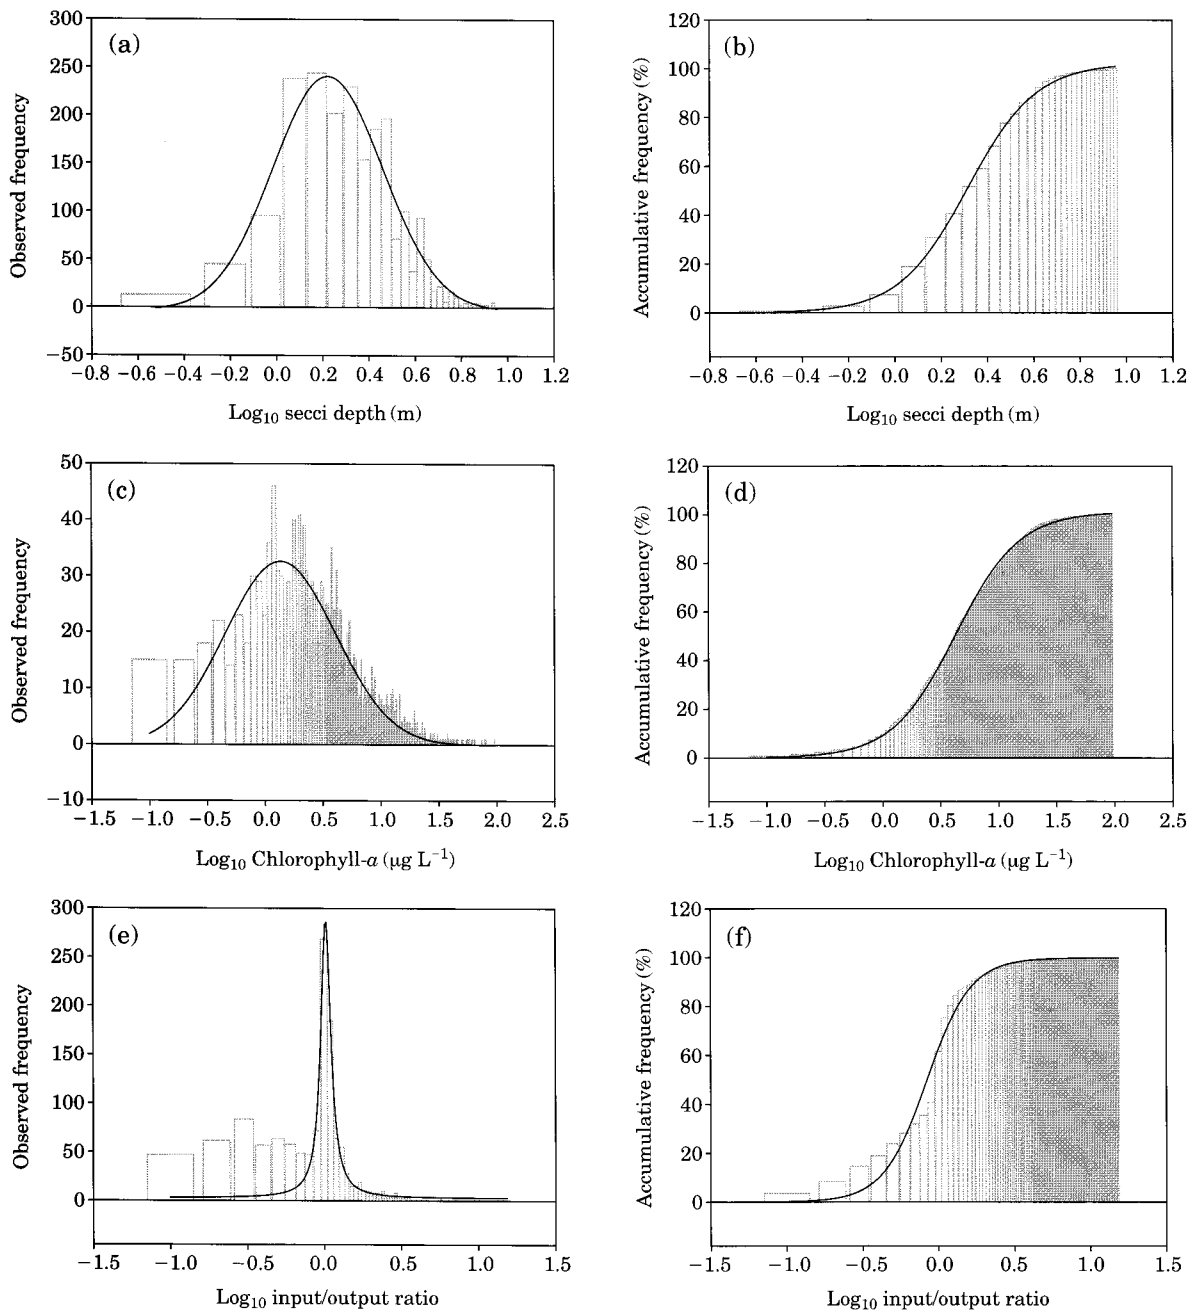 (a)
Observed frequency
300
250
200
150
100
50
0
−50
−0.8 −0.6 −0.4 −0.2 0.0 0.2 0.4 0.6 0.8 1.0 1.2
Log10 secci depth (m)
(b)
Accumulative frequency (%)
120
100
80
60
40
20
0
−0.8 −0.6 −0.4 −0.2 0.0 0.2 0.4 0.6 0.8 1.0 1.2
Log10 secci depth (m)
(c)
Observed frequency
50
40
30
20
10
0
−10
−1.5 −1.0 −0.5 0.0 0.5 1.0 1.5 2.0 2.5
Log10 Chlorophyll-a (μg L−1)
(d)
Accumulative frequency (%)
120
100
80
60
40
20
0
−1.5 −1.0 −0.5 0.0 0.5 1.0 1.5 2.0 2.5
Log10 Chlorophyll-a (μg L−1)
(e)
Observed frequency
300
250
200
150
100
50
0
−1.5 −1.0 −0.5 0.0 0.5 1.0 1.5
Log10 input/output ratio
(f)
Accumulative frequency (%)
120
100
80
60
40
20
0
−1.5 −1.0 −0.5 0.0 0.5 1.0 1.5
Log10 input/output ratio